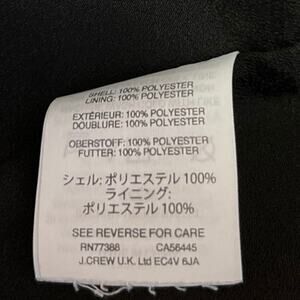 SHELL: 100% POLYESTER
LINING: 100% POLYESTER
EXTÉRIEUR: 100% POLYESTER
DOUBLURE: 100% POLYESTER
OBERSTOFF: 100% POLYESTER
FUTTER: 100% POLYESTER
シェル: ポリエステル 100%
ライニング:
ポリエステル 100%
SEE REVERSE FOR CARE
RN77388 CA56445
J.CREW U.K. Ltd EC4V 6JA